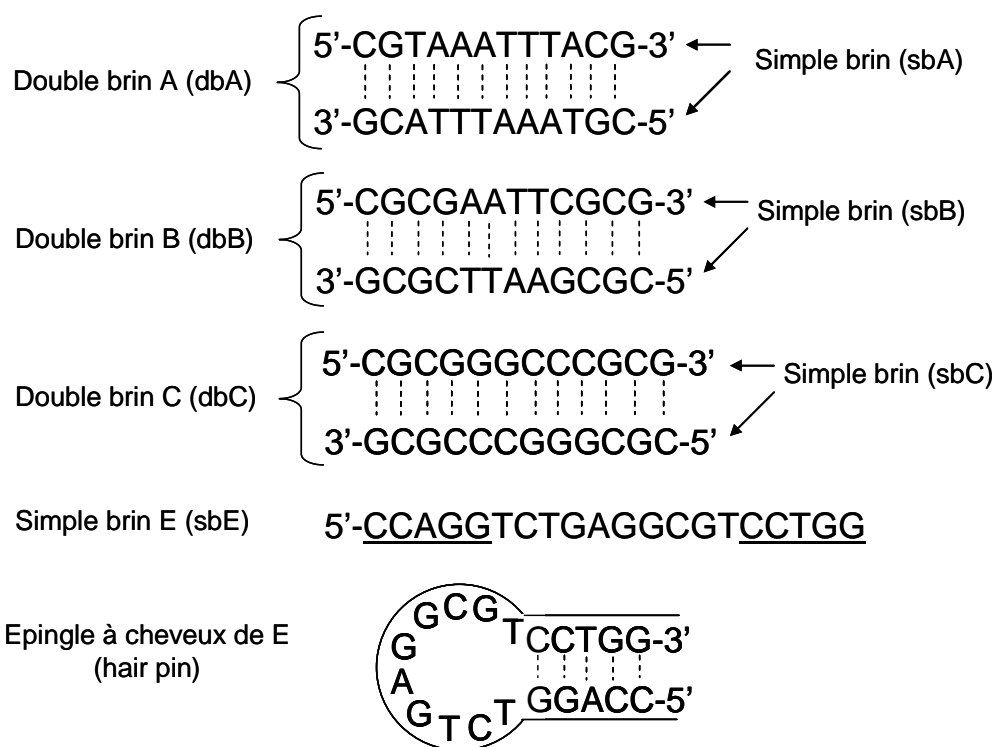 5’-CGTAAATTTACG-3’
Double brin A (dbA)
Simple brin (sbA)
3’-GCATTTAAATGC-5’
5’-CGCGAATTCGCG-3’
Double brin B (dbB)
Simple brin (sbB)
3’-GCGCTTAAGCGC-5’
5’-CGCGGGCCCGCG-3’
Double brin C (dbC)
Simple brin (sbC)
3’-GCGCCCGGGCGC-5’
Simple brin E (sbE)
5’-CCAGGTCTGAGGCGTCCTGG
Epingle à cheveux de E
(hair pin)
TCTGAGGCGT
CCTGG-3’
GGACC-5’